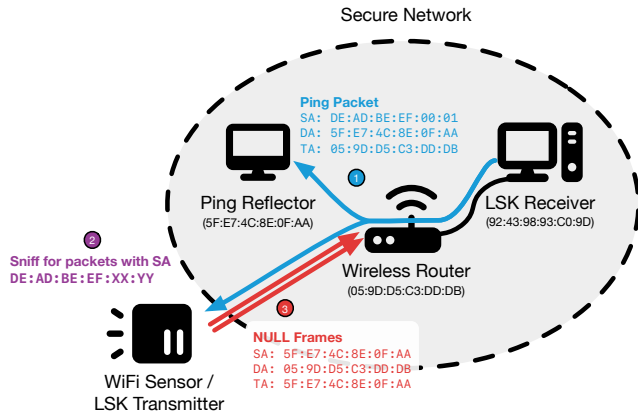 Secure Network
Ping Packet
SA: DE:AD:BE:EF:00:01
DA: 5F:E7:4C:8E:0F:AA
TA: 05:9D:D5:C3:DD:DB
1
Ping Reflector
(5F:E7:4C:8E:0F:AA)
LSK Receiver
(92:43:98:93:C0:9D)
2
Sniff for packets with SA
DE:AD:BE:EF:XX:YY
Wireless Router
(05:9D:D5:C3:DD:DB)
3
NULL Frames
SA: 5F:E7:4C:8E:0F:AA
DA: 05:9D:D5:C3:DD:DB
TA: 5F:E7:4C:8E:0F:AA
WiFi Sensor /
LSK Transmitter